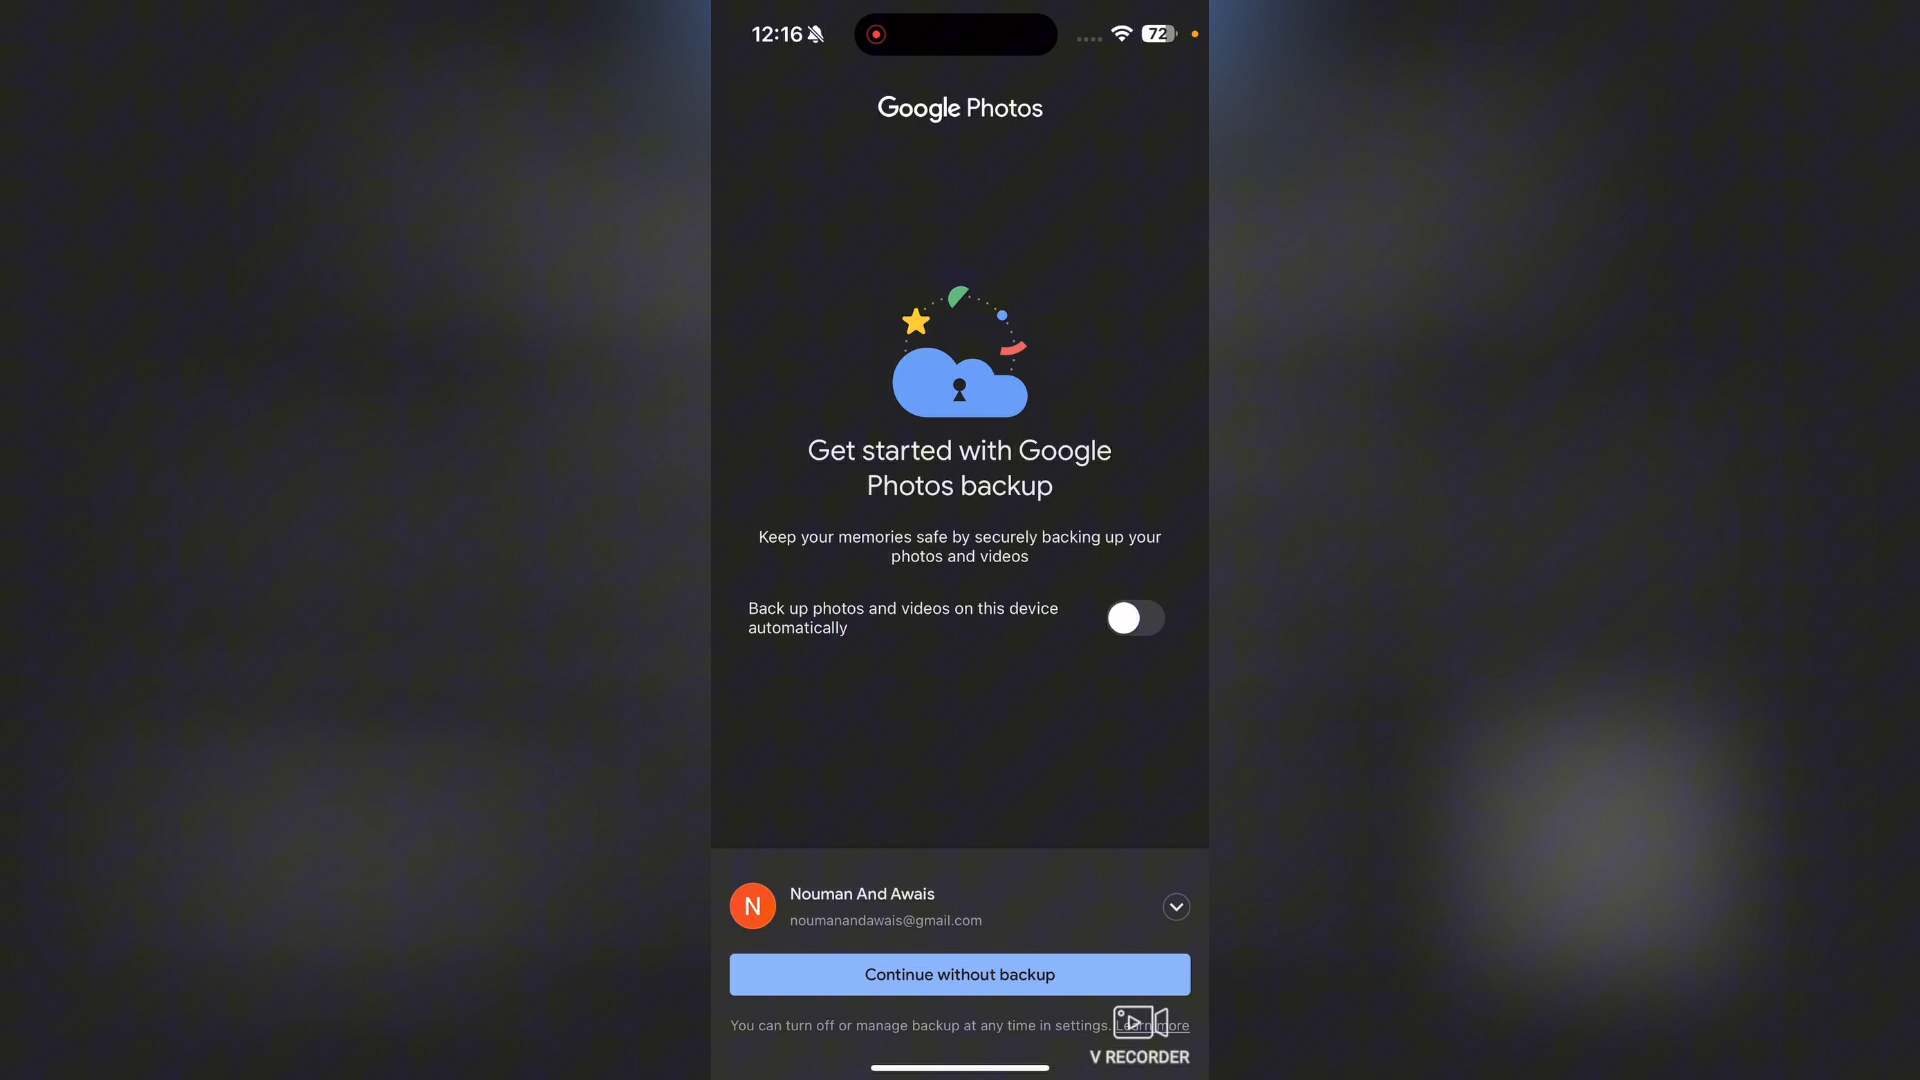 12:16
72
Google Photos
Get started with Google
Photos backup
Keep your memories safe by securely backing up your
photos and videos
Back up photos and videos on this device
automatically
N
Nouman And Awais
noumanandawais@gmail.com
Continue without backup
You can turn off or manage backup at any time in settings. Learn more
V RECORDER